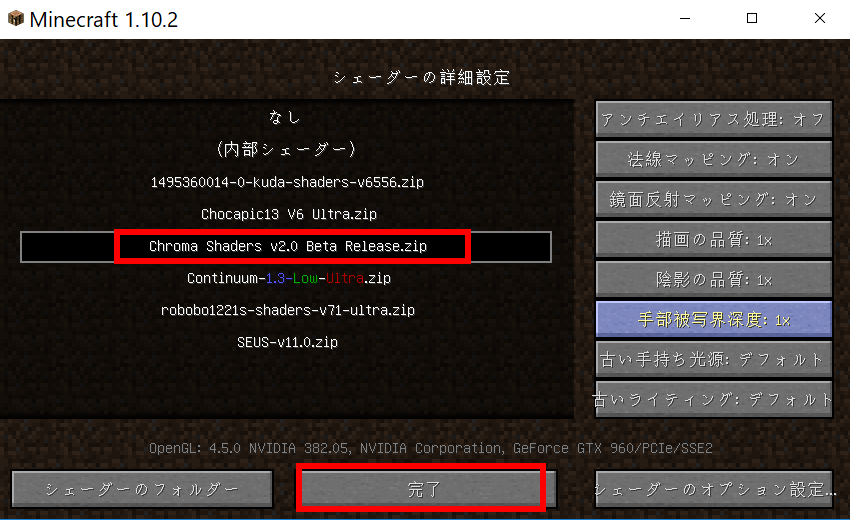 Minecraft 1.10.2
シェーダーの詳細設定
なし
(内部シェーダー)
1495360014-0-kuda-shaders-v6556.zip
Chocapic13 V6 Ultra.zip
Chroma Shaders v2.0 Beta Release.zip
Continuum-1.3-Low-Ultra.zip
robobo1221s-shaders-v71-ultra.zip
SEUS-v11.0.zip
アンチエイリアス処理: オフ
法線マッピング: オン
鏡面反射マッピング: オン
描画の品質: 1x
陰影の品質: 1x
手部被写界深度: 1x
古い手持ち光源: デフォルト
古いライティング: デフォルト
OpenGL: 4.5.0 NVIDIA 382.05, NVIDIA Corporation, GeForce GTX 960/PCIe/SSE2
シェーダーのフォルダー
完了
シェーダーのオプション設定...